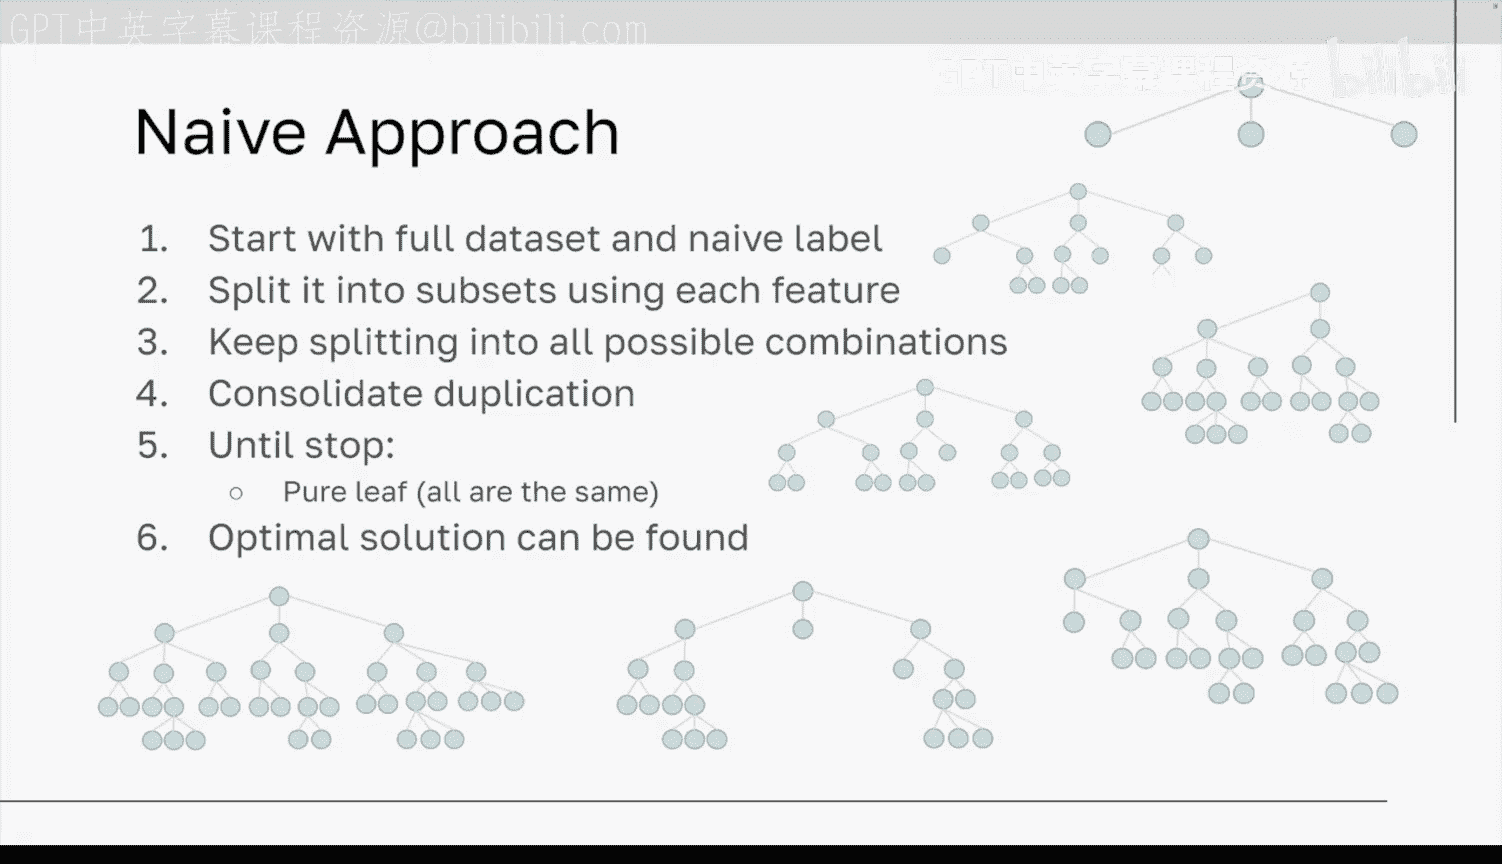 GPT中英字幕课程资源@bilibili.com
Naive Approach
1. Start with full dataset and naive label
2. Split it into subsets using each feature
3. Keep splitting into all possible combinations
4. Consolidate duplication
5. Until stop:
○ Pure leaf (all are the same)
6. Optimal solution can be found